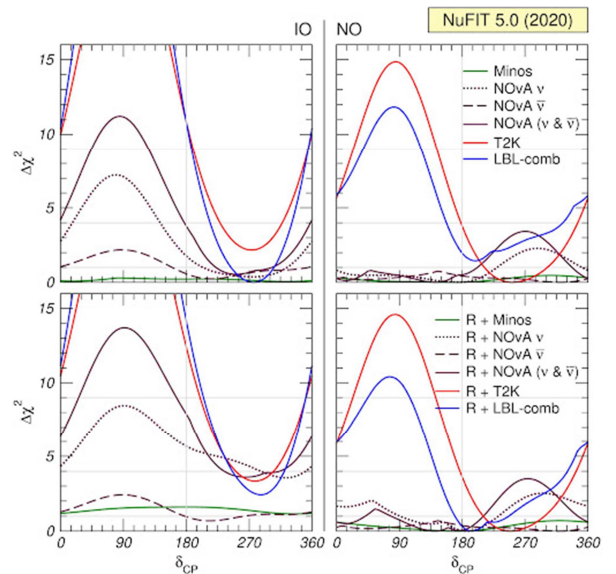 IO
NO
NuFIT 5.0 (2020)
Δχ²
15
10
5
0
Minos
NOvA ν
NOvA ν̄
NOvA (ν & ν̄)
T2K
LBL-comb
Δχ²
15
10
5
0
R + Minos
R + NOvA ν
R + NOvA ν̄
R + NOvA (ν & ν̄)
R + T2K
R + LBL-comb
0 90 180 270 360 0 90 180 270 360
δCP δCP